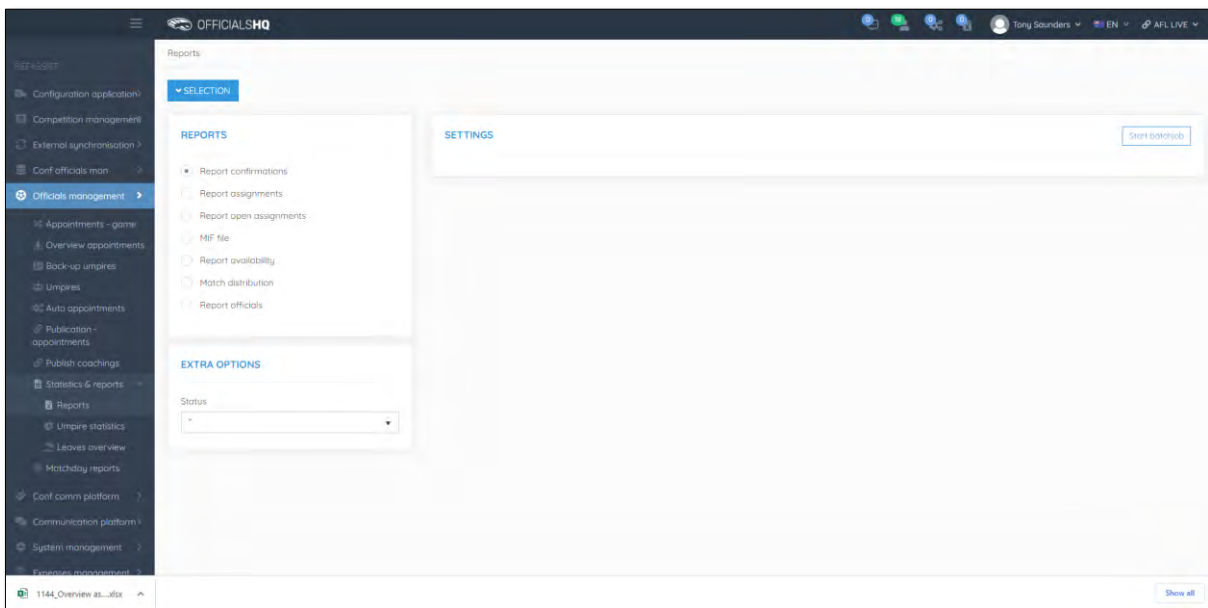 OFFICIALSHQ
0
0
0
Tony Saunders
EN
AFL LIVE
REFASSIST
Configuration application
Competition management
External synchronisation
Conf officials man
Officials management
Appointments - game
Overview appointments
Back-up umpires
Umpires
Auto appointments
Publication -
appointments
Publish coachings
Statistics & reports
Reports
Umpire statistics
Leaves overview
Matchday reports
Conf comm platform
Communication platform
System management
Expenses management
Reports
SELECTION
REPORTS
Report confirmations
Report assignments
Report open assignments
MIF file
Report availability
Match distribution
Report officials
EXTRA OPTIONS
Status
SETTINGS
Start batchjob
1144_Overview as....xlsx
Show all